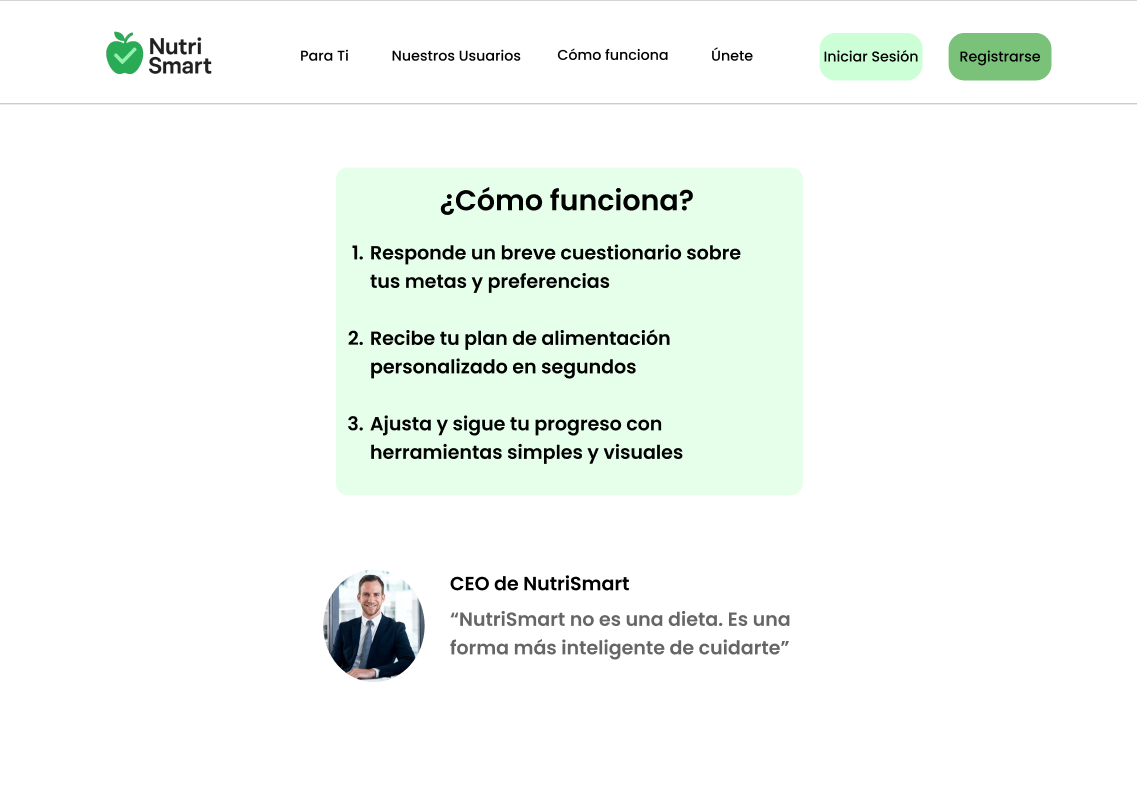 Nutri
Smart
Para Ti
Nuestros Usuarios
Cómo funciona
Únete
Iniciar Sesión
Registrarse
¿Cómo funciona?
1. Responde un breve cuestionario sobre
tus metas y preferencias
2. Recibe tu plan de alimentación
personalizado en segundos
3. Ajusta y sigue tu progreso con
herramientas simples y visuales
CEO de NutriSmart
“NutriSmart no es una dieta. Es una
forma más inteligente de cuidarte”